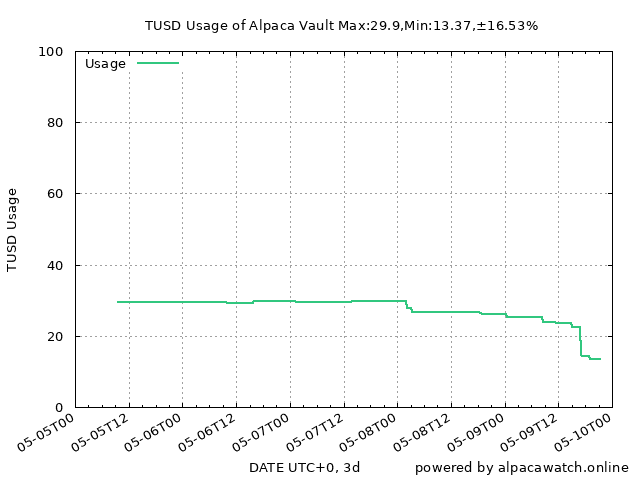 TUSD Usage of Alpaca Vault Max:29.9,Min:13.37,±16.53%
Usage
100
80
60
40
20
0
TUSD Usage
05-05T00
05-05T12
05-06T00
05-06T12
05-07T00
05-07T12
05-08T00
05-08T12
05-09T00
05-09T12
05-10T00
DATE UTC+0, 3d
powered by alpacawatch.online